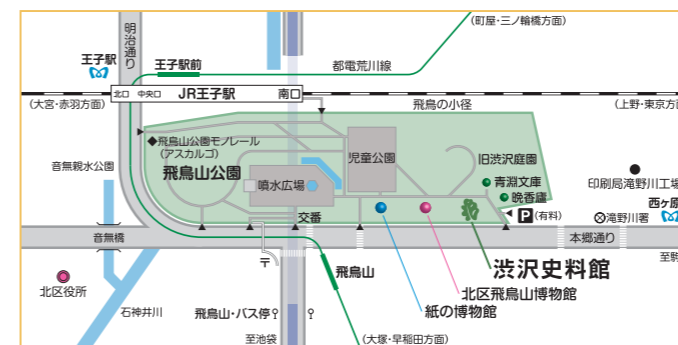 (町屋・三ノ輪橋方面)
明治通り
王子駅
王子駅前
都電荒川線
北口 中央口 JR王子駅 南口
(大宮・赤羽方面)
飛鳥の小径
(上野・東京方面
◆飛鳥山公園モノレール
(アスカルゴ)
児童公園
旧渋沢庭園
音無親水公園
飛鳥山公園
噴水広場
青淵文庫
晩香廬
印刷局滝野川工場
西ヶ原
P(有料)
滝野川署
交番
音無橋
本郷通り
〒
飛鳥山
渋沢史料館
至駒
北区役所
北区飛鳥山博物館
紙の博物館
石神井川
飛鳥山・バス停
至池袋
(大塚・早稲田方面)